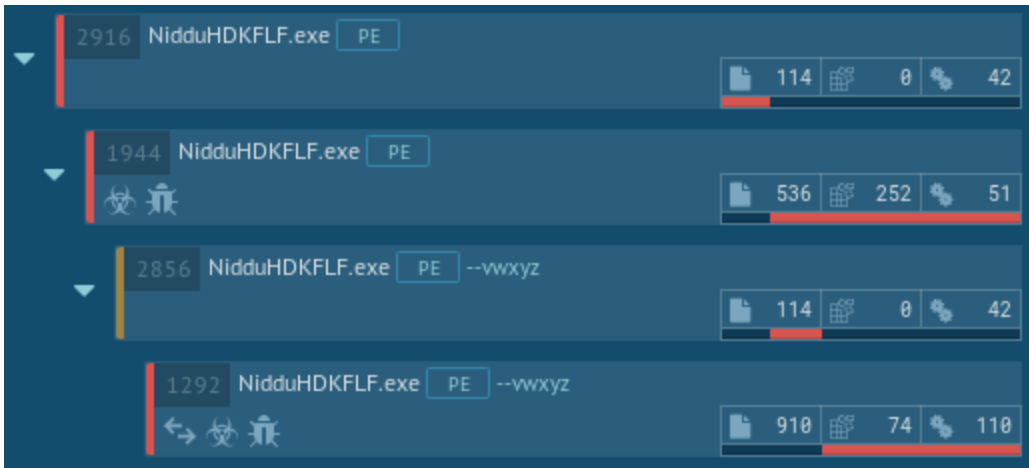 2916 NidduHDKFLF.exe PE
114 0 42
1944 NidduHDKFLF.exe PE
536 252 51
2856 NidduHDKFLF.exe PE --vwxyz
114 0 42
1292 NidduHDKFLF.exe PE --vwxyz
910 74 110